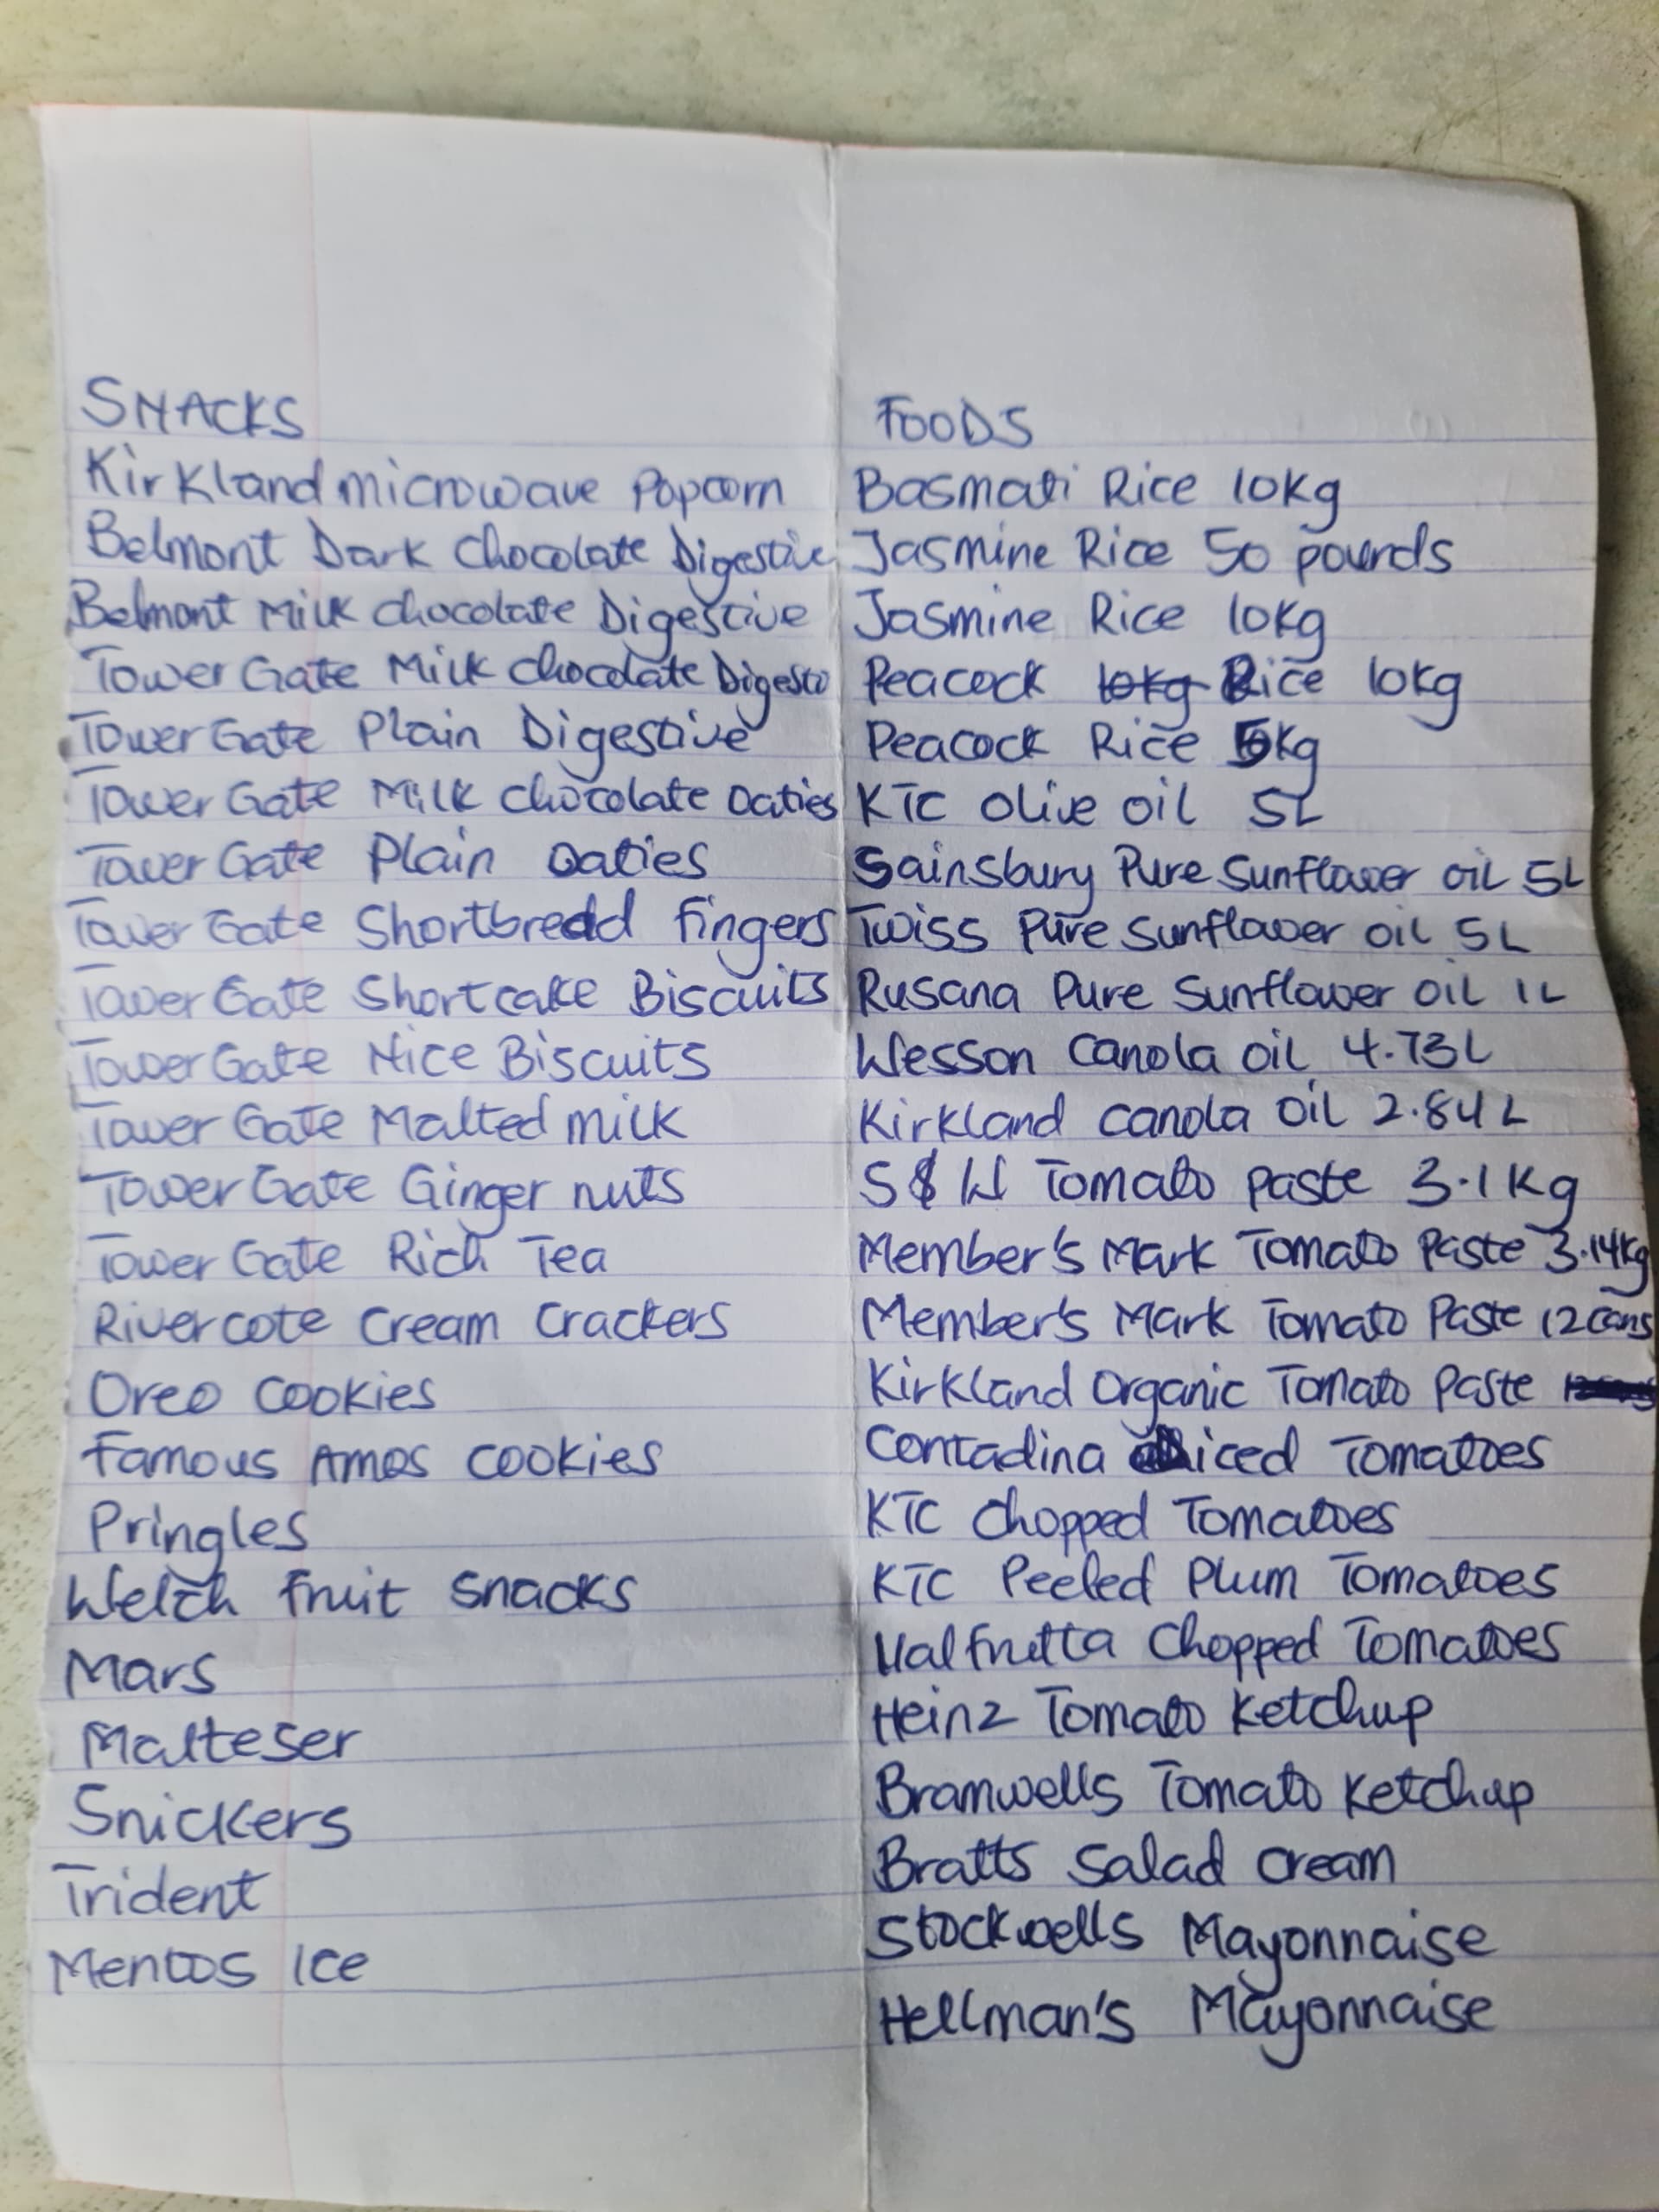 SNACKS
Kirkland microwave Popcorn
Belmont Dark Chocolate Digestive
Belmont Milk chocolate Digestive
Tower Gate Milk chocolate Digesti
Tower Gate Plain Digestive
Tower Gate Milk chocolate Oaties
Tower Gate Plain Oaties
Tower Gate Shortbread fingers
Tower Gate Shortcake Biscuits
Tower Gate Nice Biscuits
Tower Gate Malted milk
Tower Gate Ginger nuts
Tower Gate Rich Tea
Rivercote Cream Crackers
Oreo Cookies
Famous Amos cookies
Pringles
Welch Fruit snacks
Mars
Malteser
Snickers
Trident
Mentos Ice
FOODS
Basmati Rice 10Kg
Jasmine Rice 50 pounds
Jasmine Rice 10Kg
Peacock 10Kg Rice 10Kg
Peacock Rice 5Kg
KTC Olive oil 5L
Sainsbury Pure Sunflower oil 5L
Twiss Pure Sunflower oil 5L
Rusana Pure Sunflower oil 1L
Wesson Canola oil 4.73L
Kirkland canola oil 2.84L
S&W Tomato paste 3.1Kg
Member's Mark Tomato Paste 3.14Kg
Member's Mark Tomato Paste 12 cans
Kirkland Organic Tomato Paste
Contadina Diced Tomatoes
KTC Chopped Tomatoes
KTC Peeled Plum Tomatoes
Valfrutta Chopped Tomatoes
Heinz Tomato Ketchup
Bramwells Tomato Ketchup
Bratts Salad cream
Stockwells Mayonnaise
Hellman's Mayonnaise